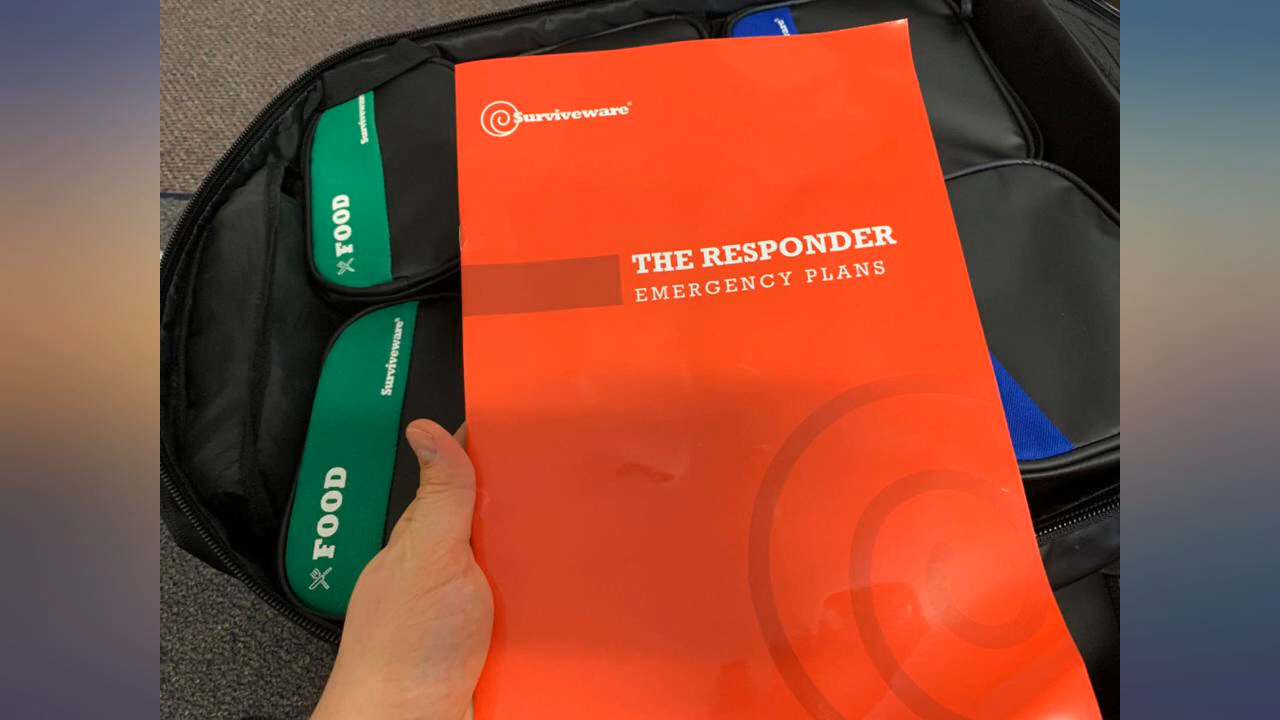 Surviveware®
THE RESPONDER
EMERGENCY PLANS
Surviveware
FOOD
Surviveware®
FOOD